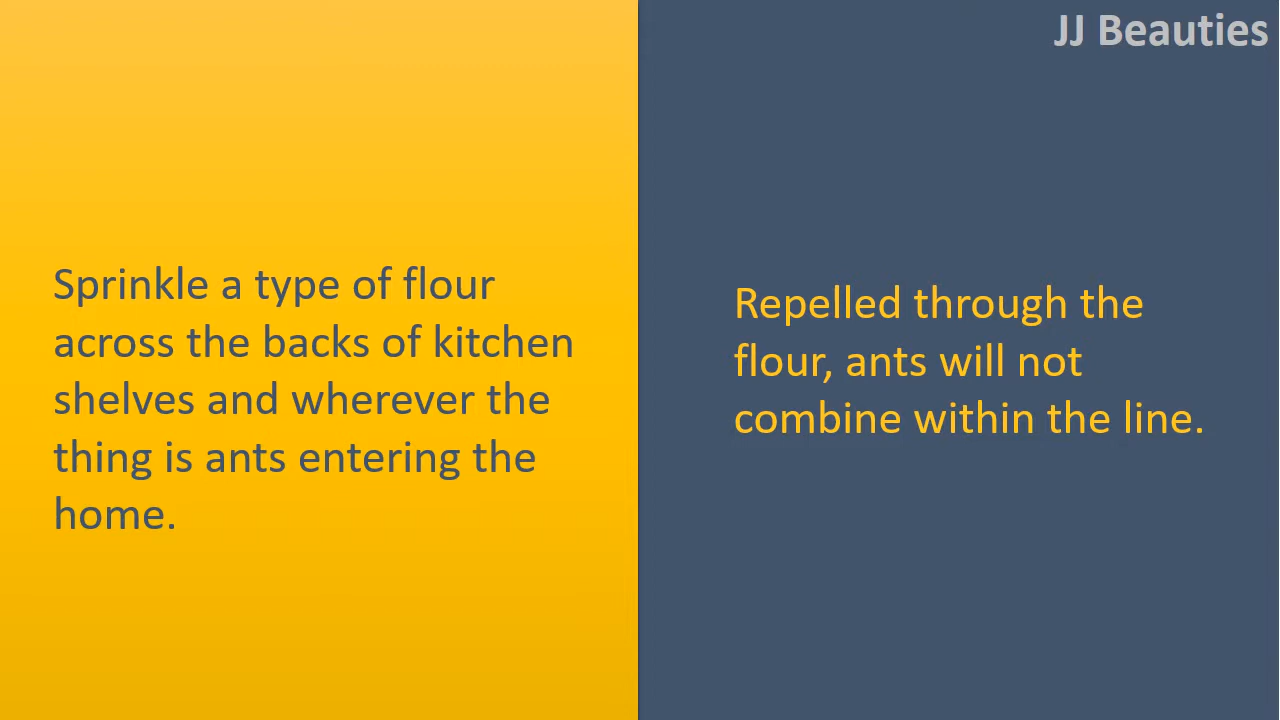 JJ Beauties
Sprinkle a type of flour
across the backs of kitchen
shelves and wherever the
thing is ants entering the
home.
Repelled through the
flour, ants will not
combine within the line.